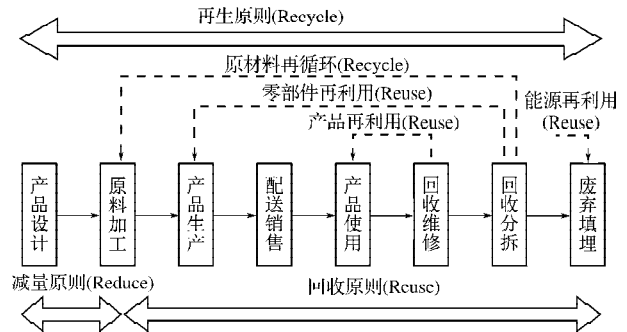 再生原则(Recycle)
原材料再循环(Recycle)
零部件再利用(Reuse)
能源再利用
(Reuse)
产品再利用(Reuse)
产品设计
原料加工
产品生产
配送销售
产品使用
回收维修
回收分拆
废弃填埋
减量原则(Reduce)
回收原则(Reuse)